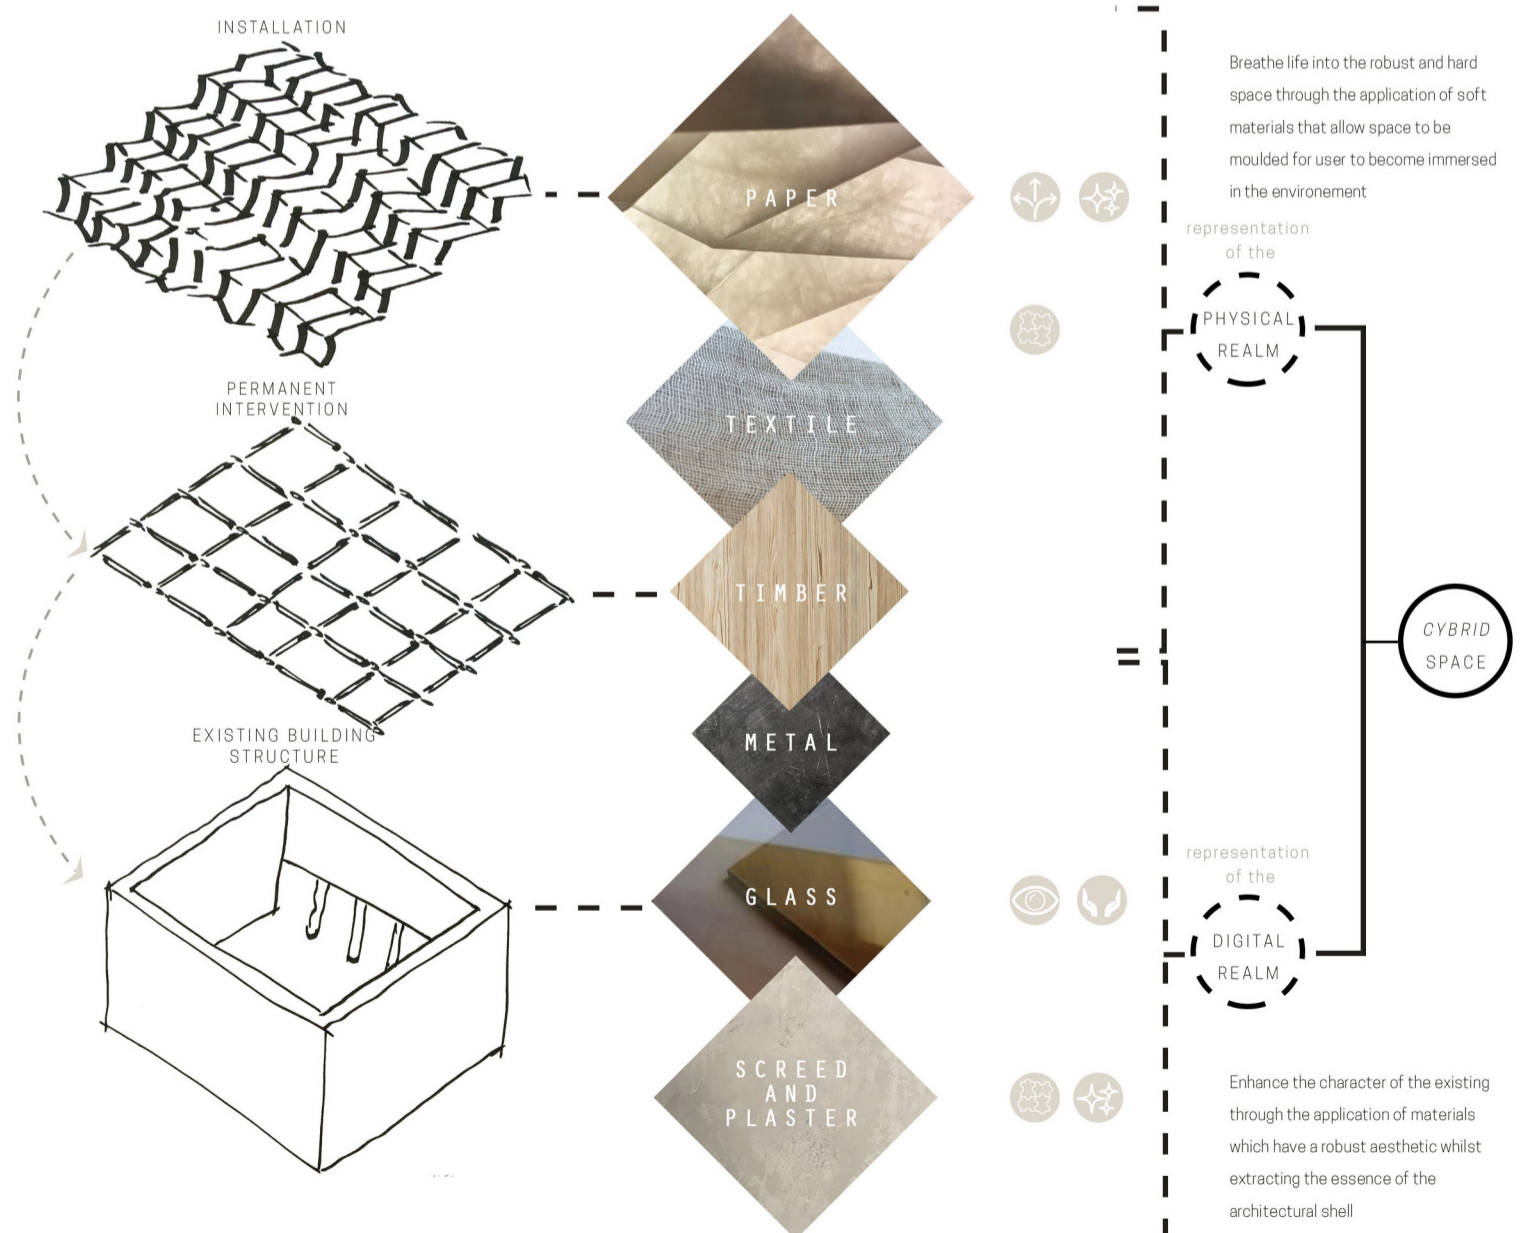 INSTALLATION
PERMANENT
INTERVENTION
EXISTING BUILDING
STRUCTURE
PAPER
TEXTILE
TIMBER
METAL
GLASS
SCREED
AND
PLASTER
Breathe life into the robust and hard
space through the application of soft
materials that allow space to be
moulded for user to become immersed
in the environement
representation
of the
PHYSICAL
REALM
CYBRID
SPACE
representation
of the
DIGITAL
REALM
Enhance the character of the existing
through the application of materials
which have a robust aesthetic whilst
extracting the essence of the
architectural shell